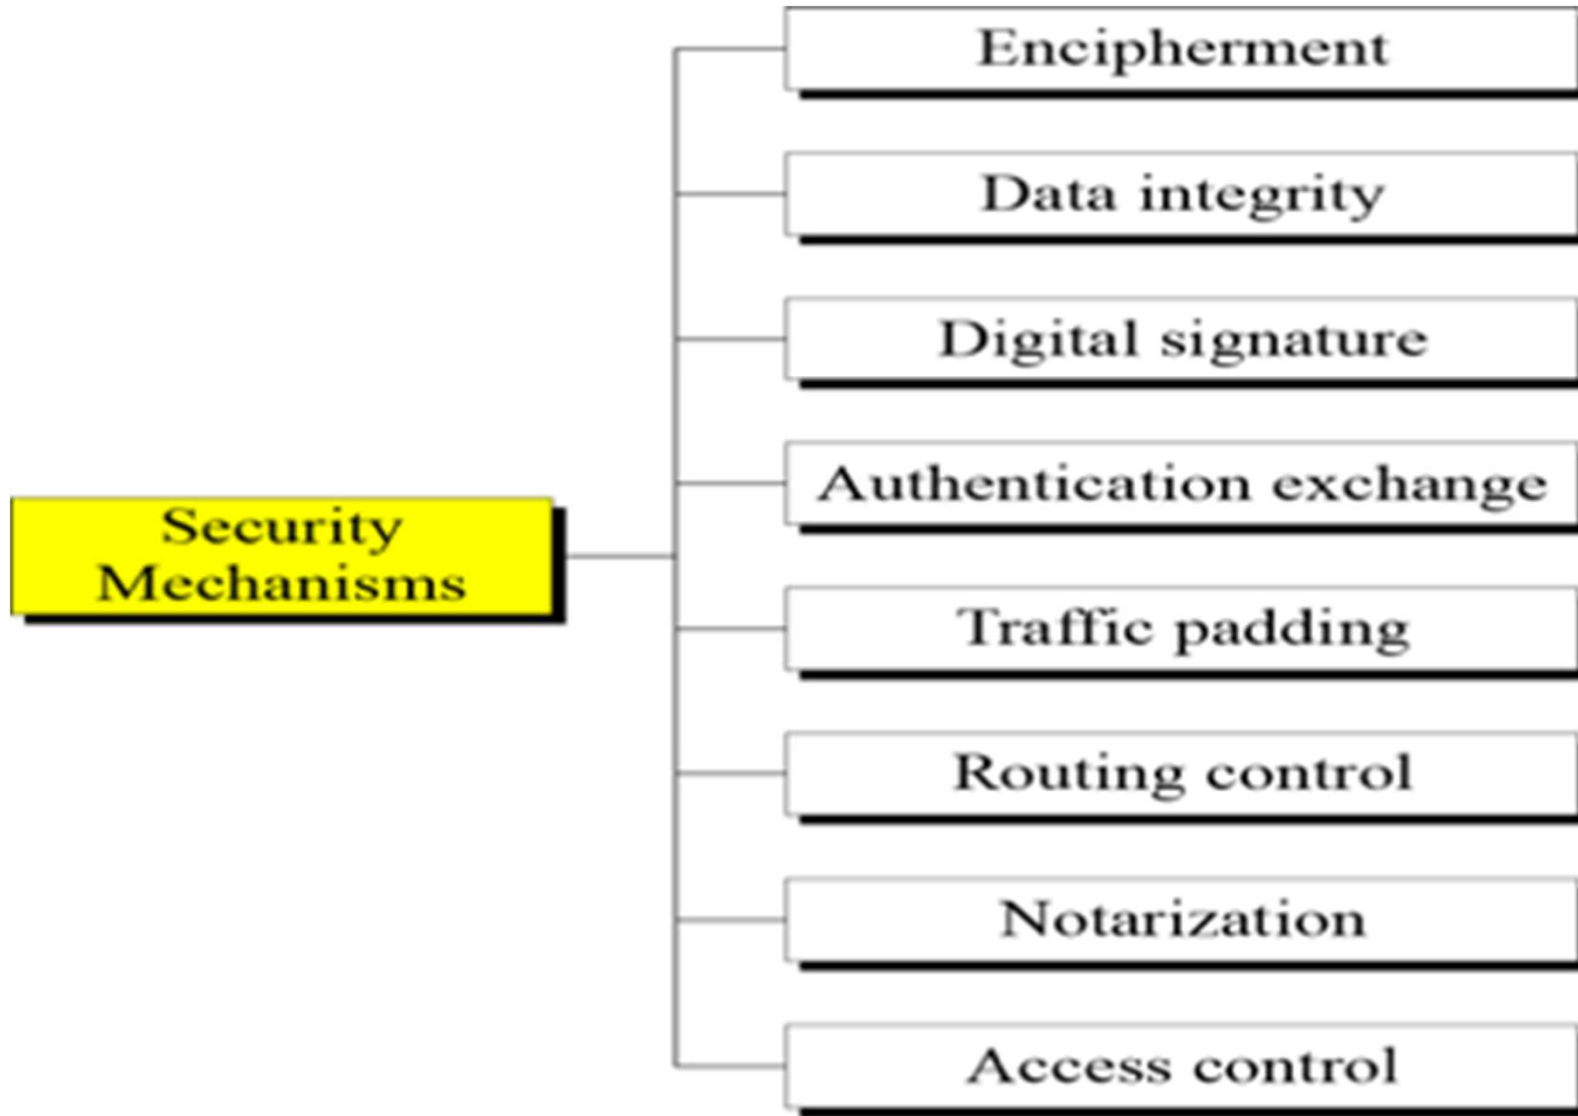 Encipherment
Data integrity
Digital signature
Authentication exchange
Security
Mechanisms
Traffic padding
Routing control
Notarization
Access control